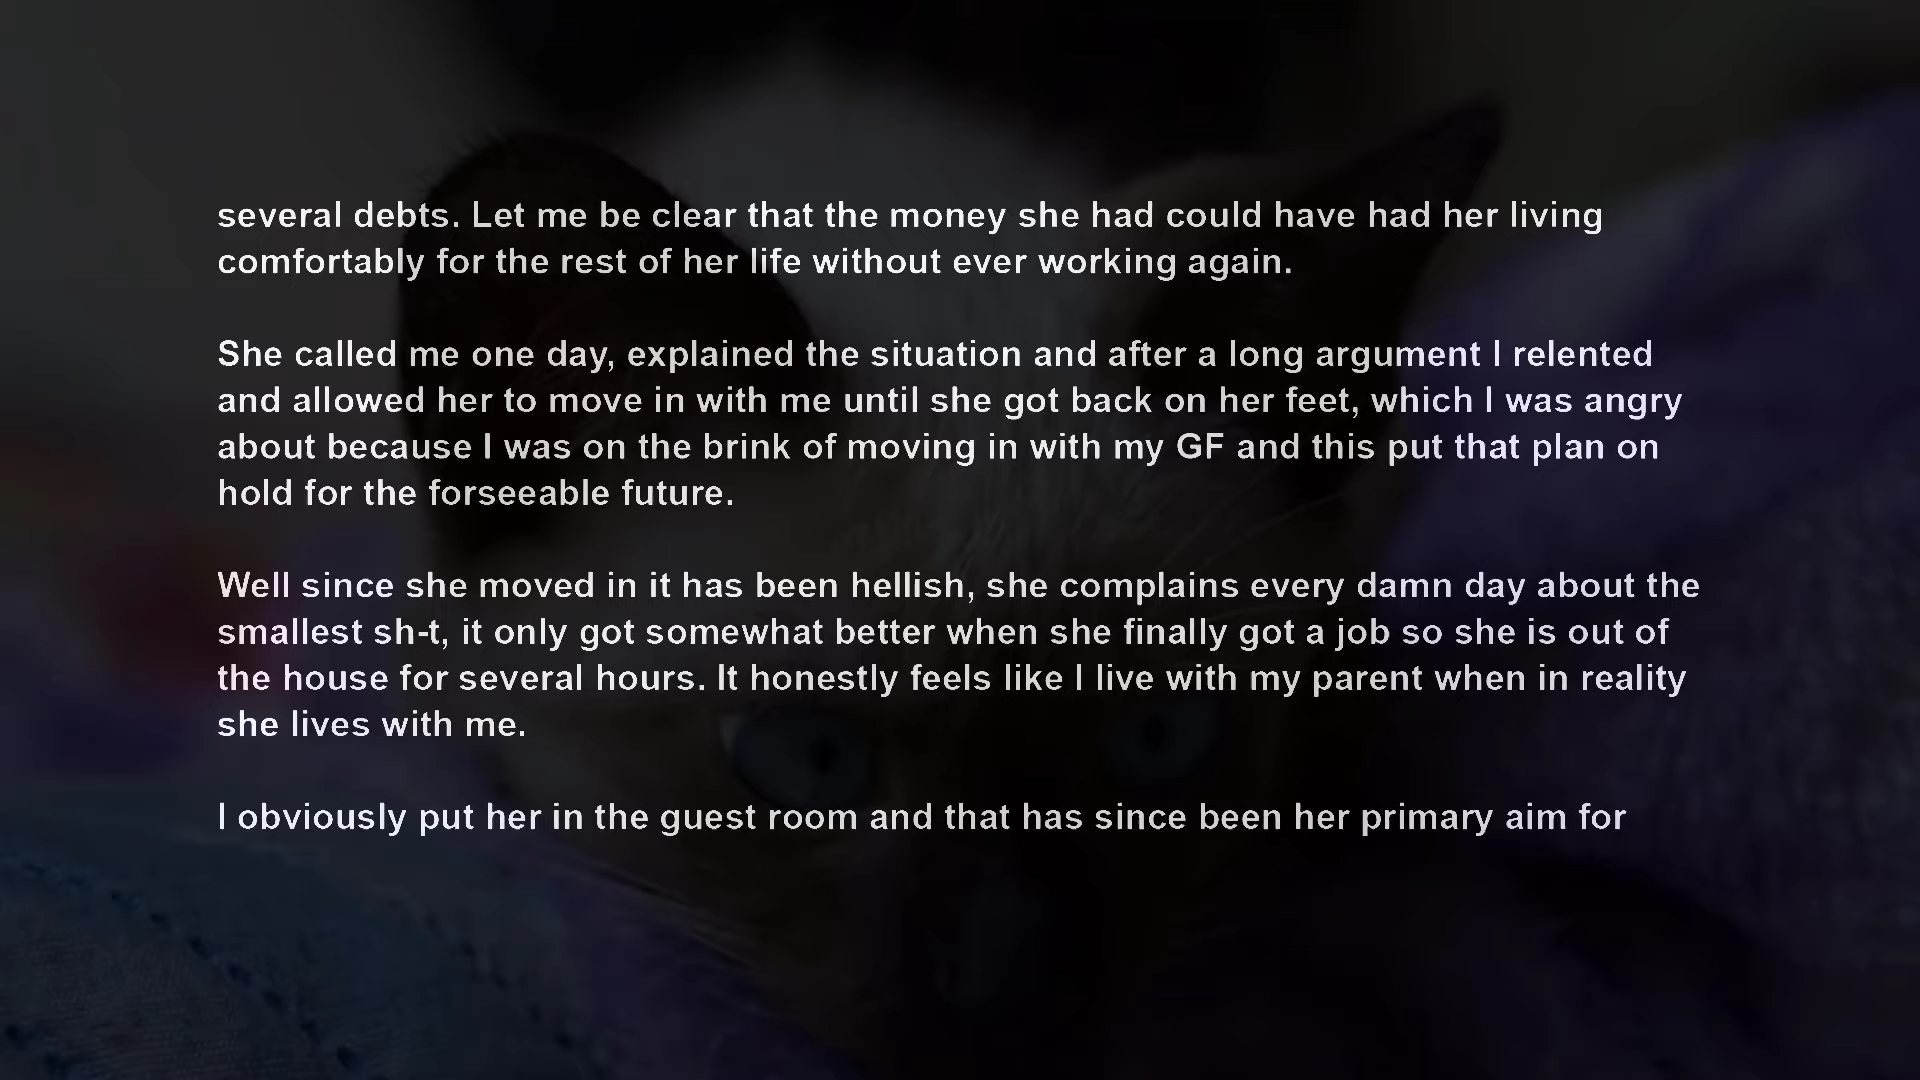 several debts. Let me be clear that the money she had could have had her living
comfortably for the rest of her life without ever working again.
She called me one day, explained the situation and after a long argument I relented
and allowed her to move in with me until she got back on her feet, which I was angry
about because I was on the brink of moving in with my GF and this put that plan on
hold for the forseeable future.
Well since she moved in it has been hellish, she complains every damn day about the
smallest sh-t, it only got somewhat better when she finally got a job so she is out of
the house for several hours. It honestly feels like I live with my parent when in reality
she lives with me.
I obviously put her in the guest room and that has since been her primary aim for